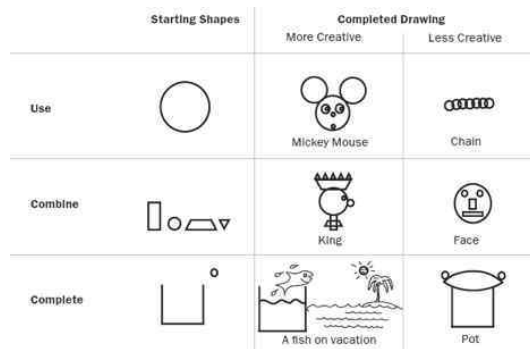 Starting Shapes
Completed Drawing
More Creative
Less Creative
Use
Mickey Mouse
Chain
Combine
King
Face
Complete
A fish on vacation
Pot